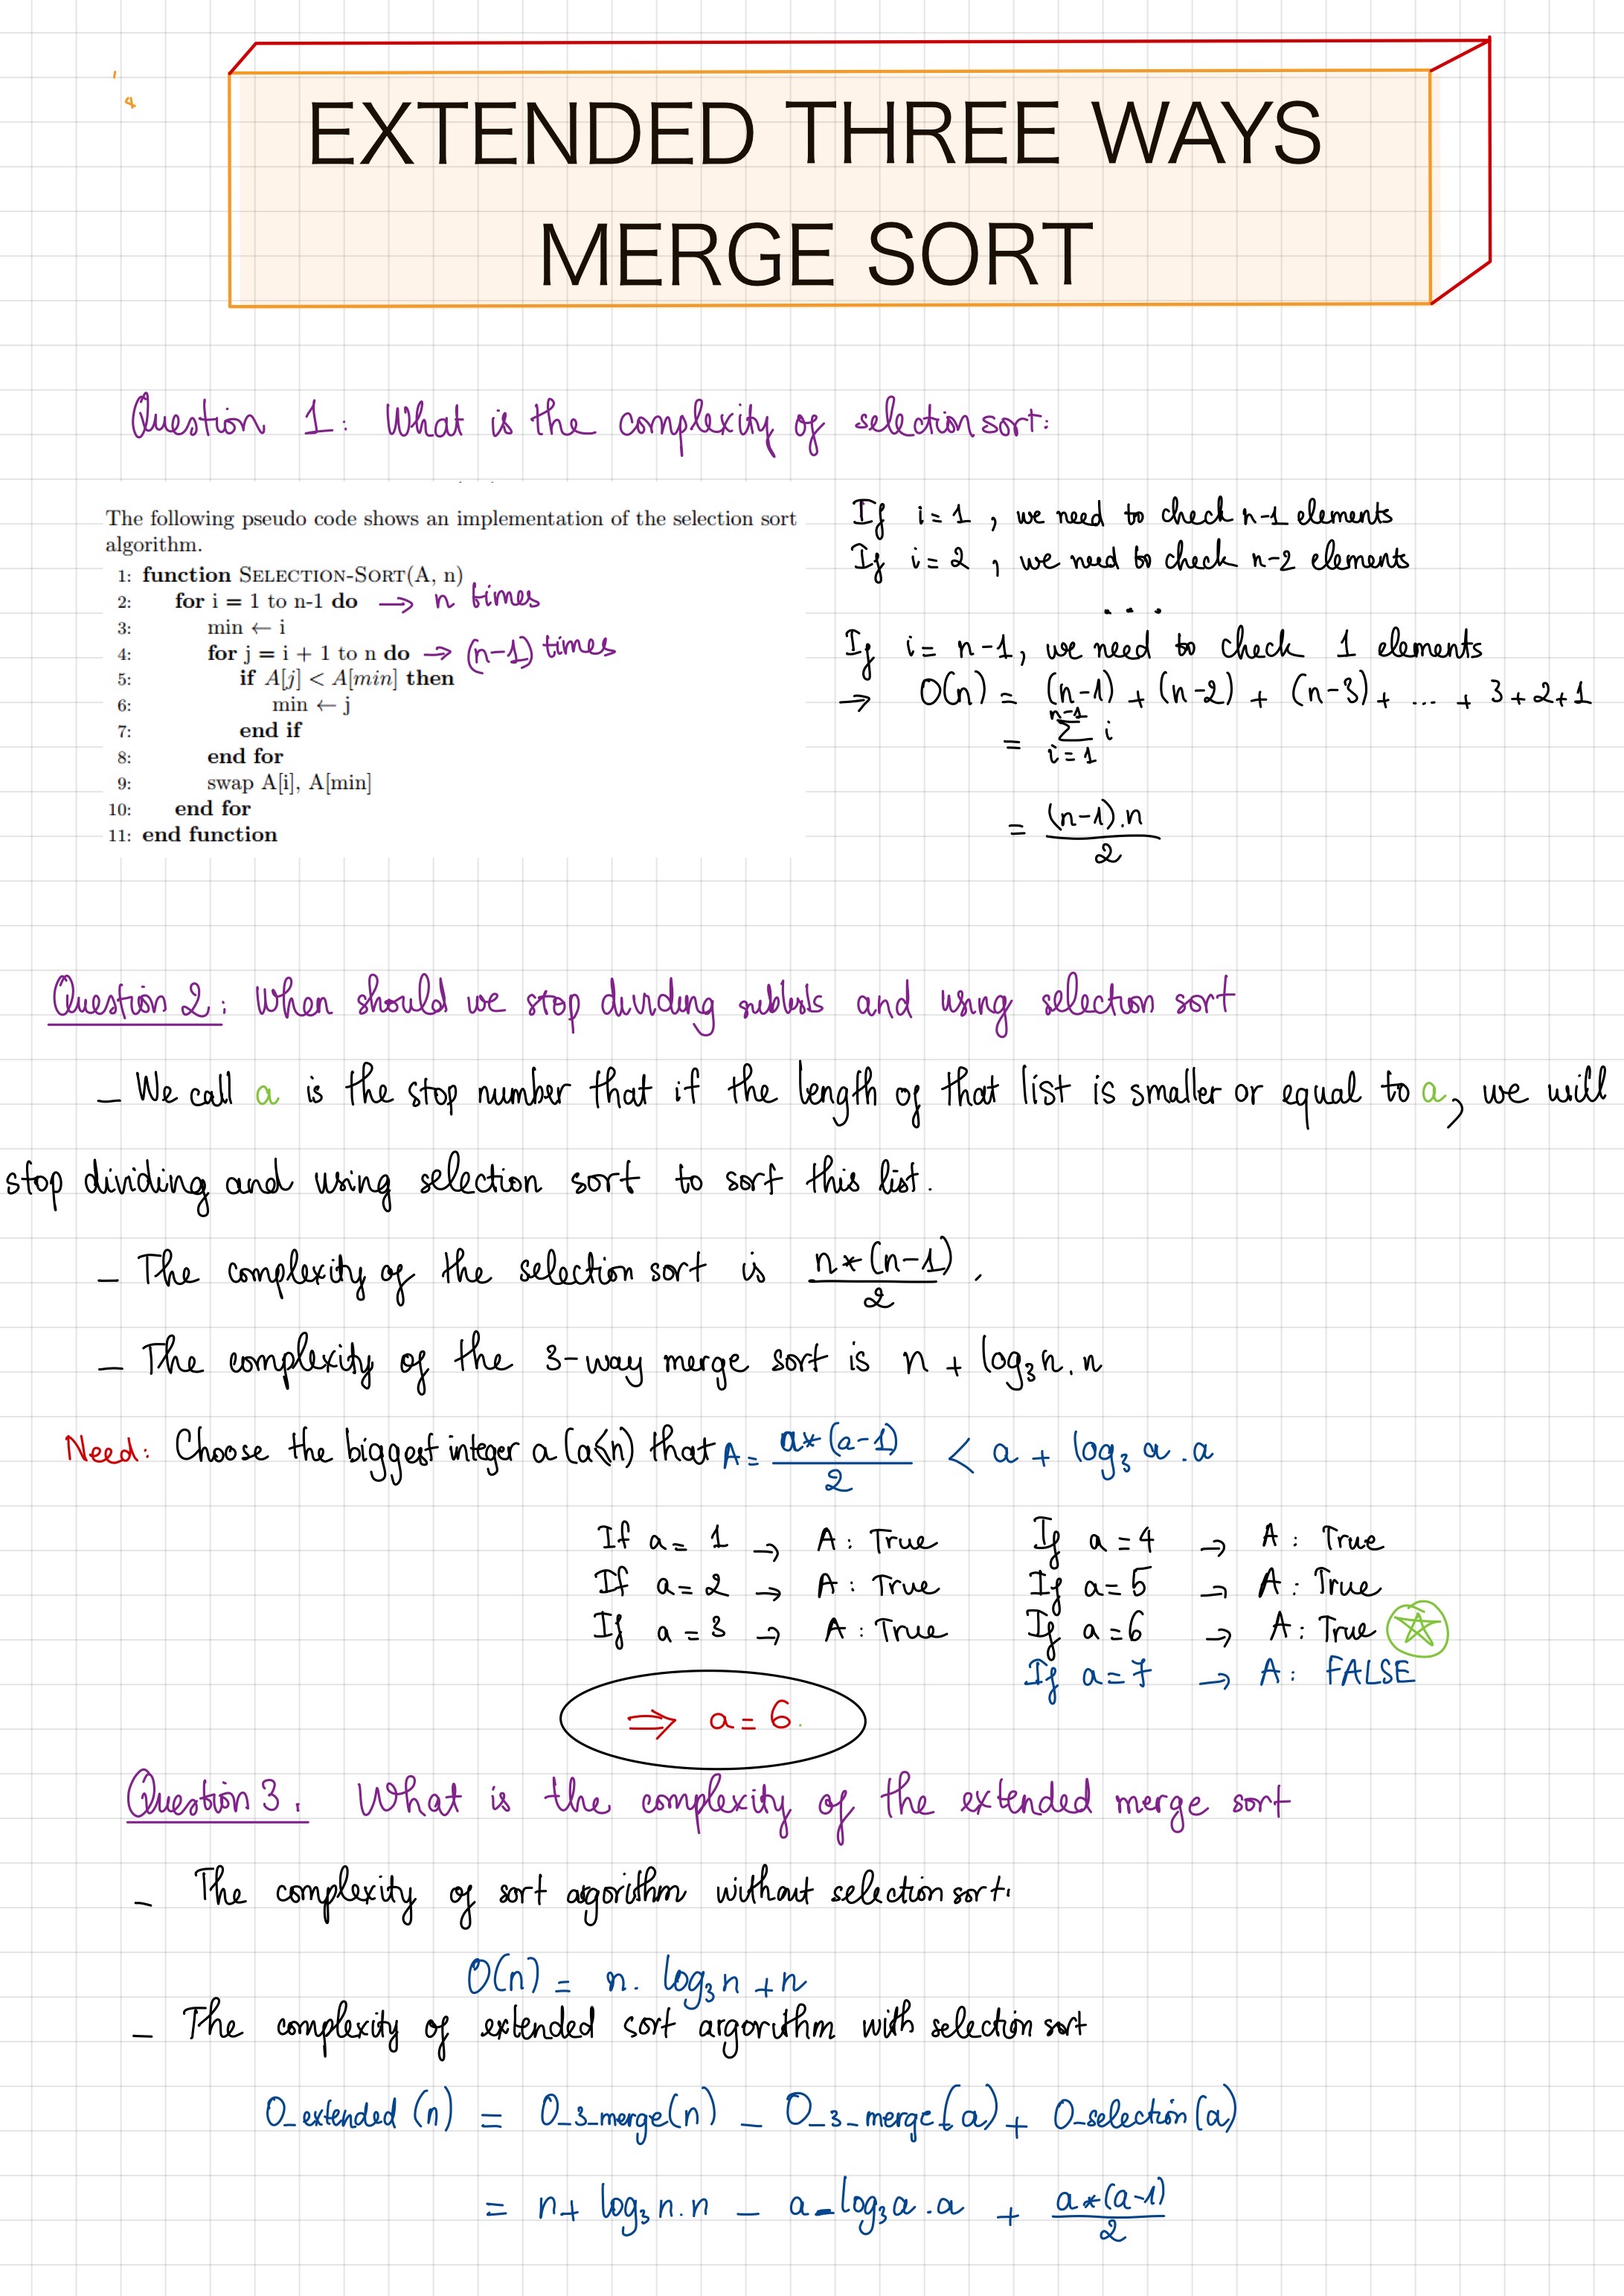 EXTENDED THREE WAYS
MERGE SORT
Question 1: What is the complexity of selection sort:
The following pseudo code shows an implementation of the selection sort
algorithm.
1: function SELECTION-SORT(A, n)
2: for i = 1 to n-1 do → n times
3: min ← i
4: for j = i + 1 to n do → (n-1) times
5: if A[j] < A[min] then
6: min ← j
7: end if
8: end for
9: swap A[i], A[min]
10: end for
11: end function
If i = 1, we need to check n-1 elements
If i = 2, we need to check n-2 elements
...
If i = n-1, we need to check 1 elements
→ O(n) = (n-1) + (n-2) + (n-3) + ... + 3+2+1
n-1
= Σ i
i=1
= (n-1).n
2
Question 2: When should we stop dividing sublists and using selection sort
_ We call a is the stop number that if the length of that list is smaller or equal to a, we will
stop dividing and using selection sort to sort this list.
_ The complexity of the selection sort is n*(n-1)
2
_ The complexity of the 3-way merge sort is n + log₃n.n
Need: Choose the biggest integer a (a≤n) that A = a*(a-1) < a + log₃ a.a
2
If a = 1 → A: True
If a = 2 → A: True
If a = 3 → A: True
If a = 4 → A: True
If a = 5 → A: True
If a = 6 → A: True
If a = 7 → A: FALSE
⇒ a = 6.
Question 3. What is the complexity of the extended merge sort
_ The complexity of sort agorithm without selection sort.
O(n) = n. log₃n + n
_ The complexity of extended sort argorithm with selection sort
O_extended (n) = O_3_merge(n) - O_3_merge(a) + O_selection(a)
= n + log₃n.n - a - log₃a.a + a*(a-1)
2